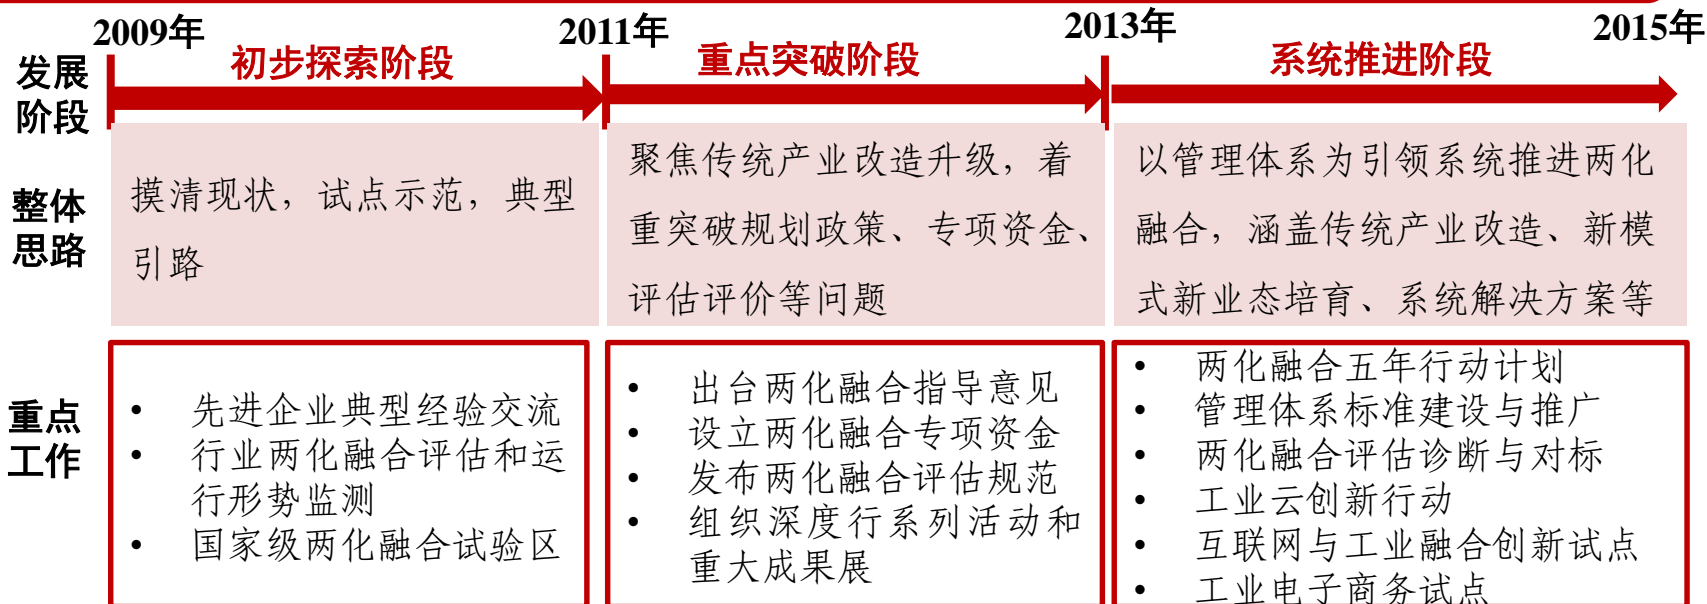 2009年
2011年
2013年
2015年
发展
阶段
初步探索阶段
重点突破阶段
系统推进阶段
整体
思路
摸清现状，试点示范，典型
引路
聚焦传统产业改造升级，着
重突破规划政策、专项资金、
评估评价等问题
以管理体系为引领系统推进两化
融合，涵盖传统产业改造、新模
式新业态培育、系统解决方案等
重点
工作
• 先进企业典型经验交流
• 行业两化融合评估和运
行形势监测
• 国家级两化融合试验区
• 出台两化融合指导意见
• 设立两化融合专项资金
• 发布两化融合评估规范
• 组织深度行系列活动和
重大成果展
• 两化融合五年行动计划
• 管理体系标准建设与推广
• 两化融合评估诊断与对标
• 工业云创新行动
• 互联网与工业融合创新试点
• 工业电子商务试点